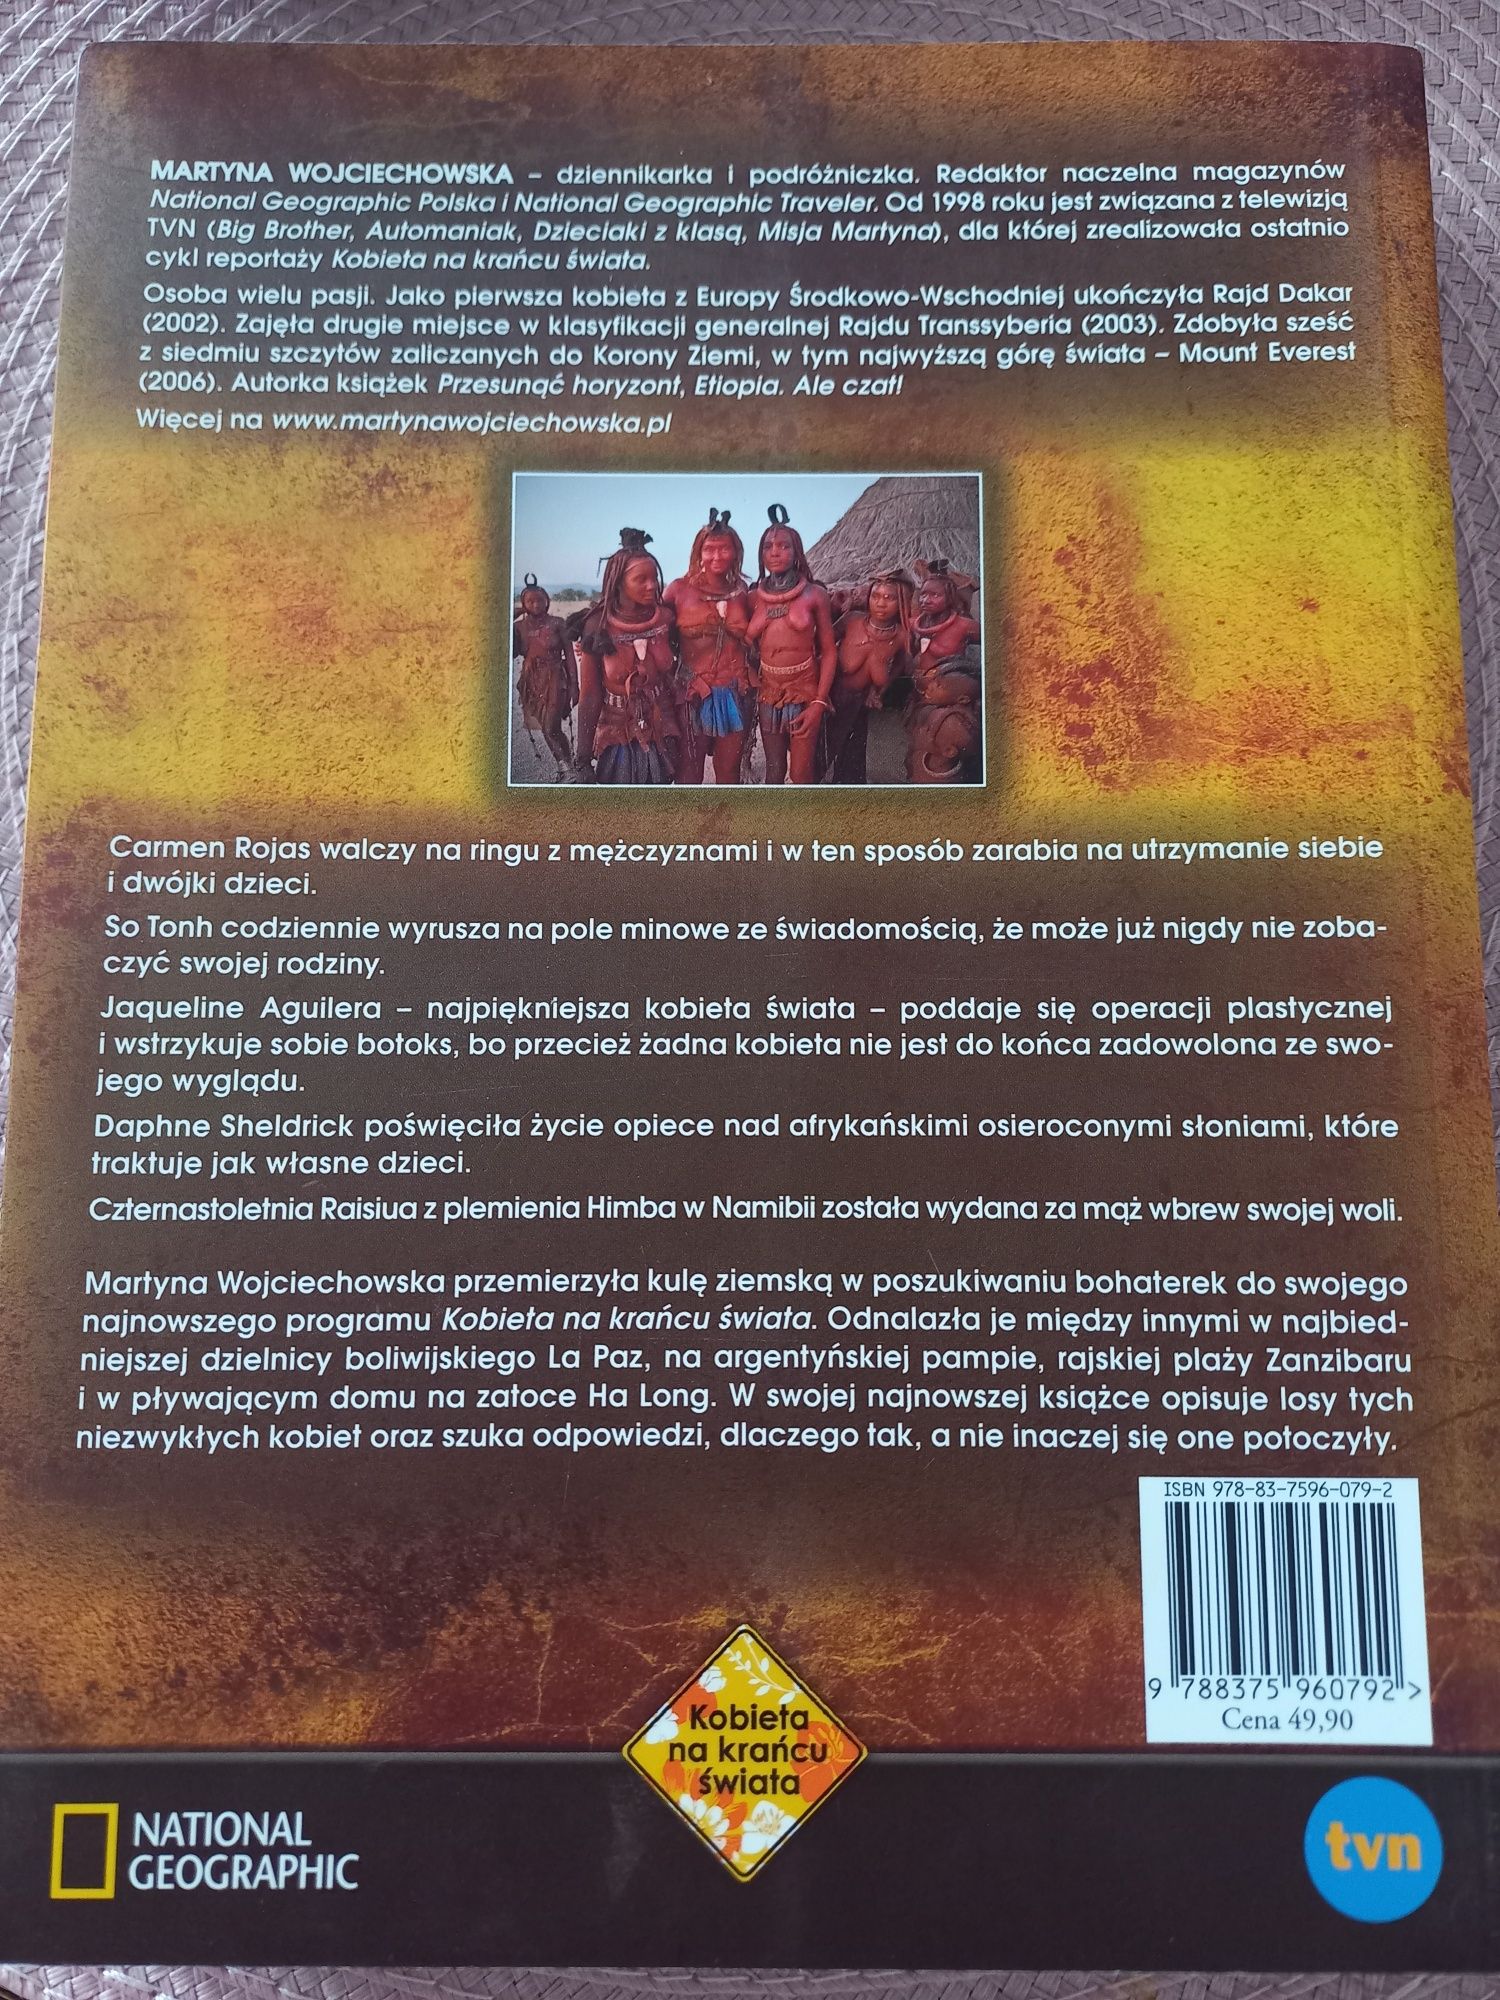 MARTYNA WOJCIECHOWSKA – dziennikarka i podróżniczka. Redaktor naczelna magazynów
National Geographic Polska i National Geographic Traveler. Od 1998 roku jest związana z telewizją
TVN (Big Brother, Automaniak, Dzieciaki z klasą, Misja Martyna), dla której zrealizowała ostatnio
cykl reportaży Kobieta na krańcu świata.
Osoba wielu pasji. Jako pierwsza kobieta z Europy Środkowo-Wschodniej ukończyła Rajd Dakar
(2002). Zajęła drugie miejsce w klasyfikacji generalnej Rajdu Transsyberia (2003). Zdobyła sześć
z siedmiu szczytów zaliczanych do Korony Ziemi, w tym najwyższą górę świata – Mount Everest
(2006). Autorka książek Przesunąć horyzont, Etiopia. Ale czat!
Więcej na www.martynawojciechowska.pl
Carmen Rojas walczy na ringu z mężczyznami i w ten sposób zarabia na utrzymanie siebie
i dwójki dzieci.
So Tonh codziennie wyrusza na pole minowe ze świadomością, że może już nigdy nie zoba-
czyć swojej rodziny.
Jaqueline Aguilera – najpiękniejsza kobieta świata – poddaje się operacji plastycznej
i wstrzykuje sobie botoks, bo przecież żadna kobieta nie jest do końca zadowolona ze swo-
jego wyglądu.
Daphne Sheldrick poświęciła życie opiece nad afrykańskimi osieroconymi słoniami, które
traktuje jak własne dzieci.
Czternastoletnia Raisiua z plemienia Himba w Namibii została wydana za mąż wbrew swojej woli.
Martyna Wojciechowska przemierzyła kulę ziemską w poszukiwaniu bohaterek do swojego
najnowszego programu Kobieta na krańcu świata. Odnalazła je między innymi w najbied-
niejszej dzielnicy boliwijskiego La Paz, na argentyńskiej pampie, rajskiej plaży Zanzibaru
i w pływającym domu na zatoce Ha Long. W swojej najnowszej książce opisuje losy tych
niezwykłych kobiet oraz szuka odpowiedzi, dlaczego tak, a nie inaczej się one potoczyły.
ISBN 978-83-7596-079-2
9 788375 960792 >
Cena 49,90
Kobieta
na krańcu
świata
NATIONAL
GEOGRAPHIC
tvn